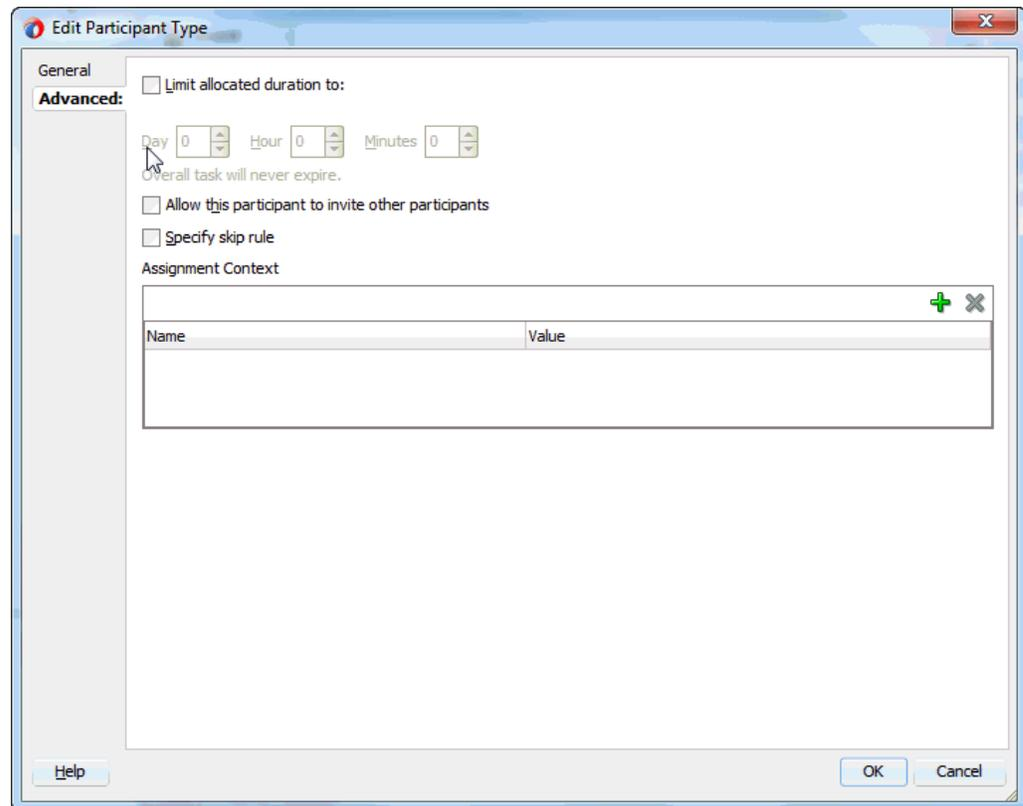 Edit Participant Type
General
Advanced:
Limit allocated duration to:
Day 0 Hour 0 Minutes 0
Overall task will never expire.
Allow this participant to invite other participants
Specify skip rule
Assignment Context
Name Value
Help OK Cancel